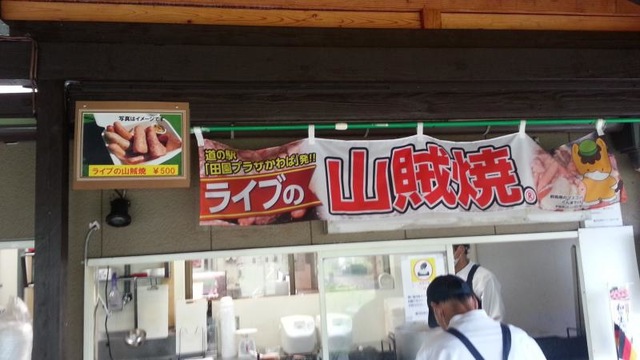 写真はイメージです
ライブの山賊焼 ¥500
道の駅
「田園プラザかわば」発!!
ライブの
山賊焼®